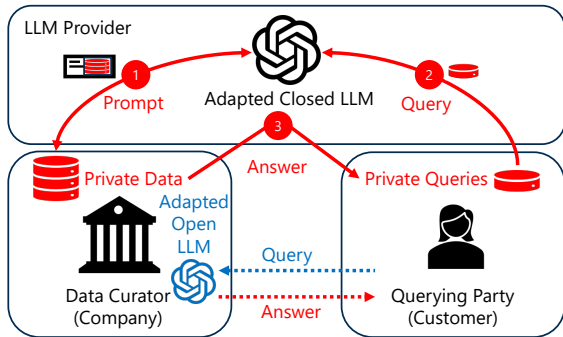 LLM Provider
1
2
Prompt
Adapted Closed LLM
Query
3
Private Data
Answer
Private Queries
Adapted
Open
LLM
Query
Data Curator
(Company)
Answer
Querying Party
(Customer)